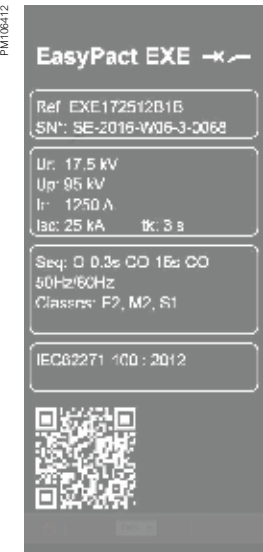 PM106412
EasyPact EXE
Ref EXE172512B1B
SN*: SE-2016-W06-3-0068
Ur: 17.5 kV
Up: 95 kV
Ir: 1250 A
Isc: 25 kA tk: 3 s
Seq: O 0.3s CO 15s CO
50Hz/60Hz
Classes: E2, M2, S1
IEC62271-100 : 2012